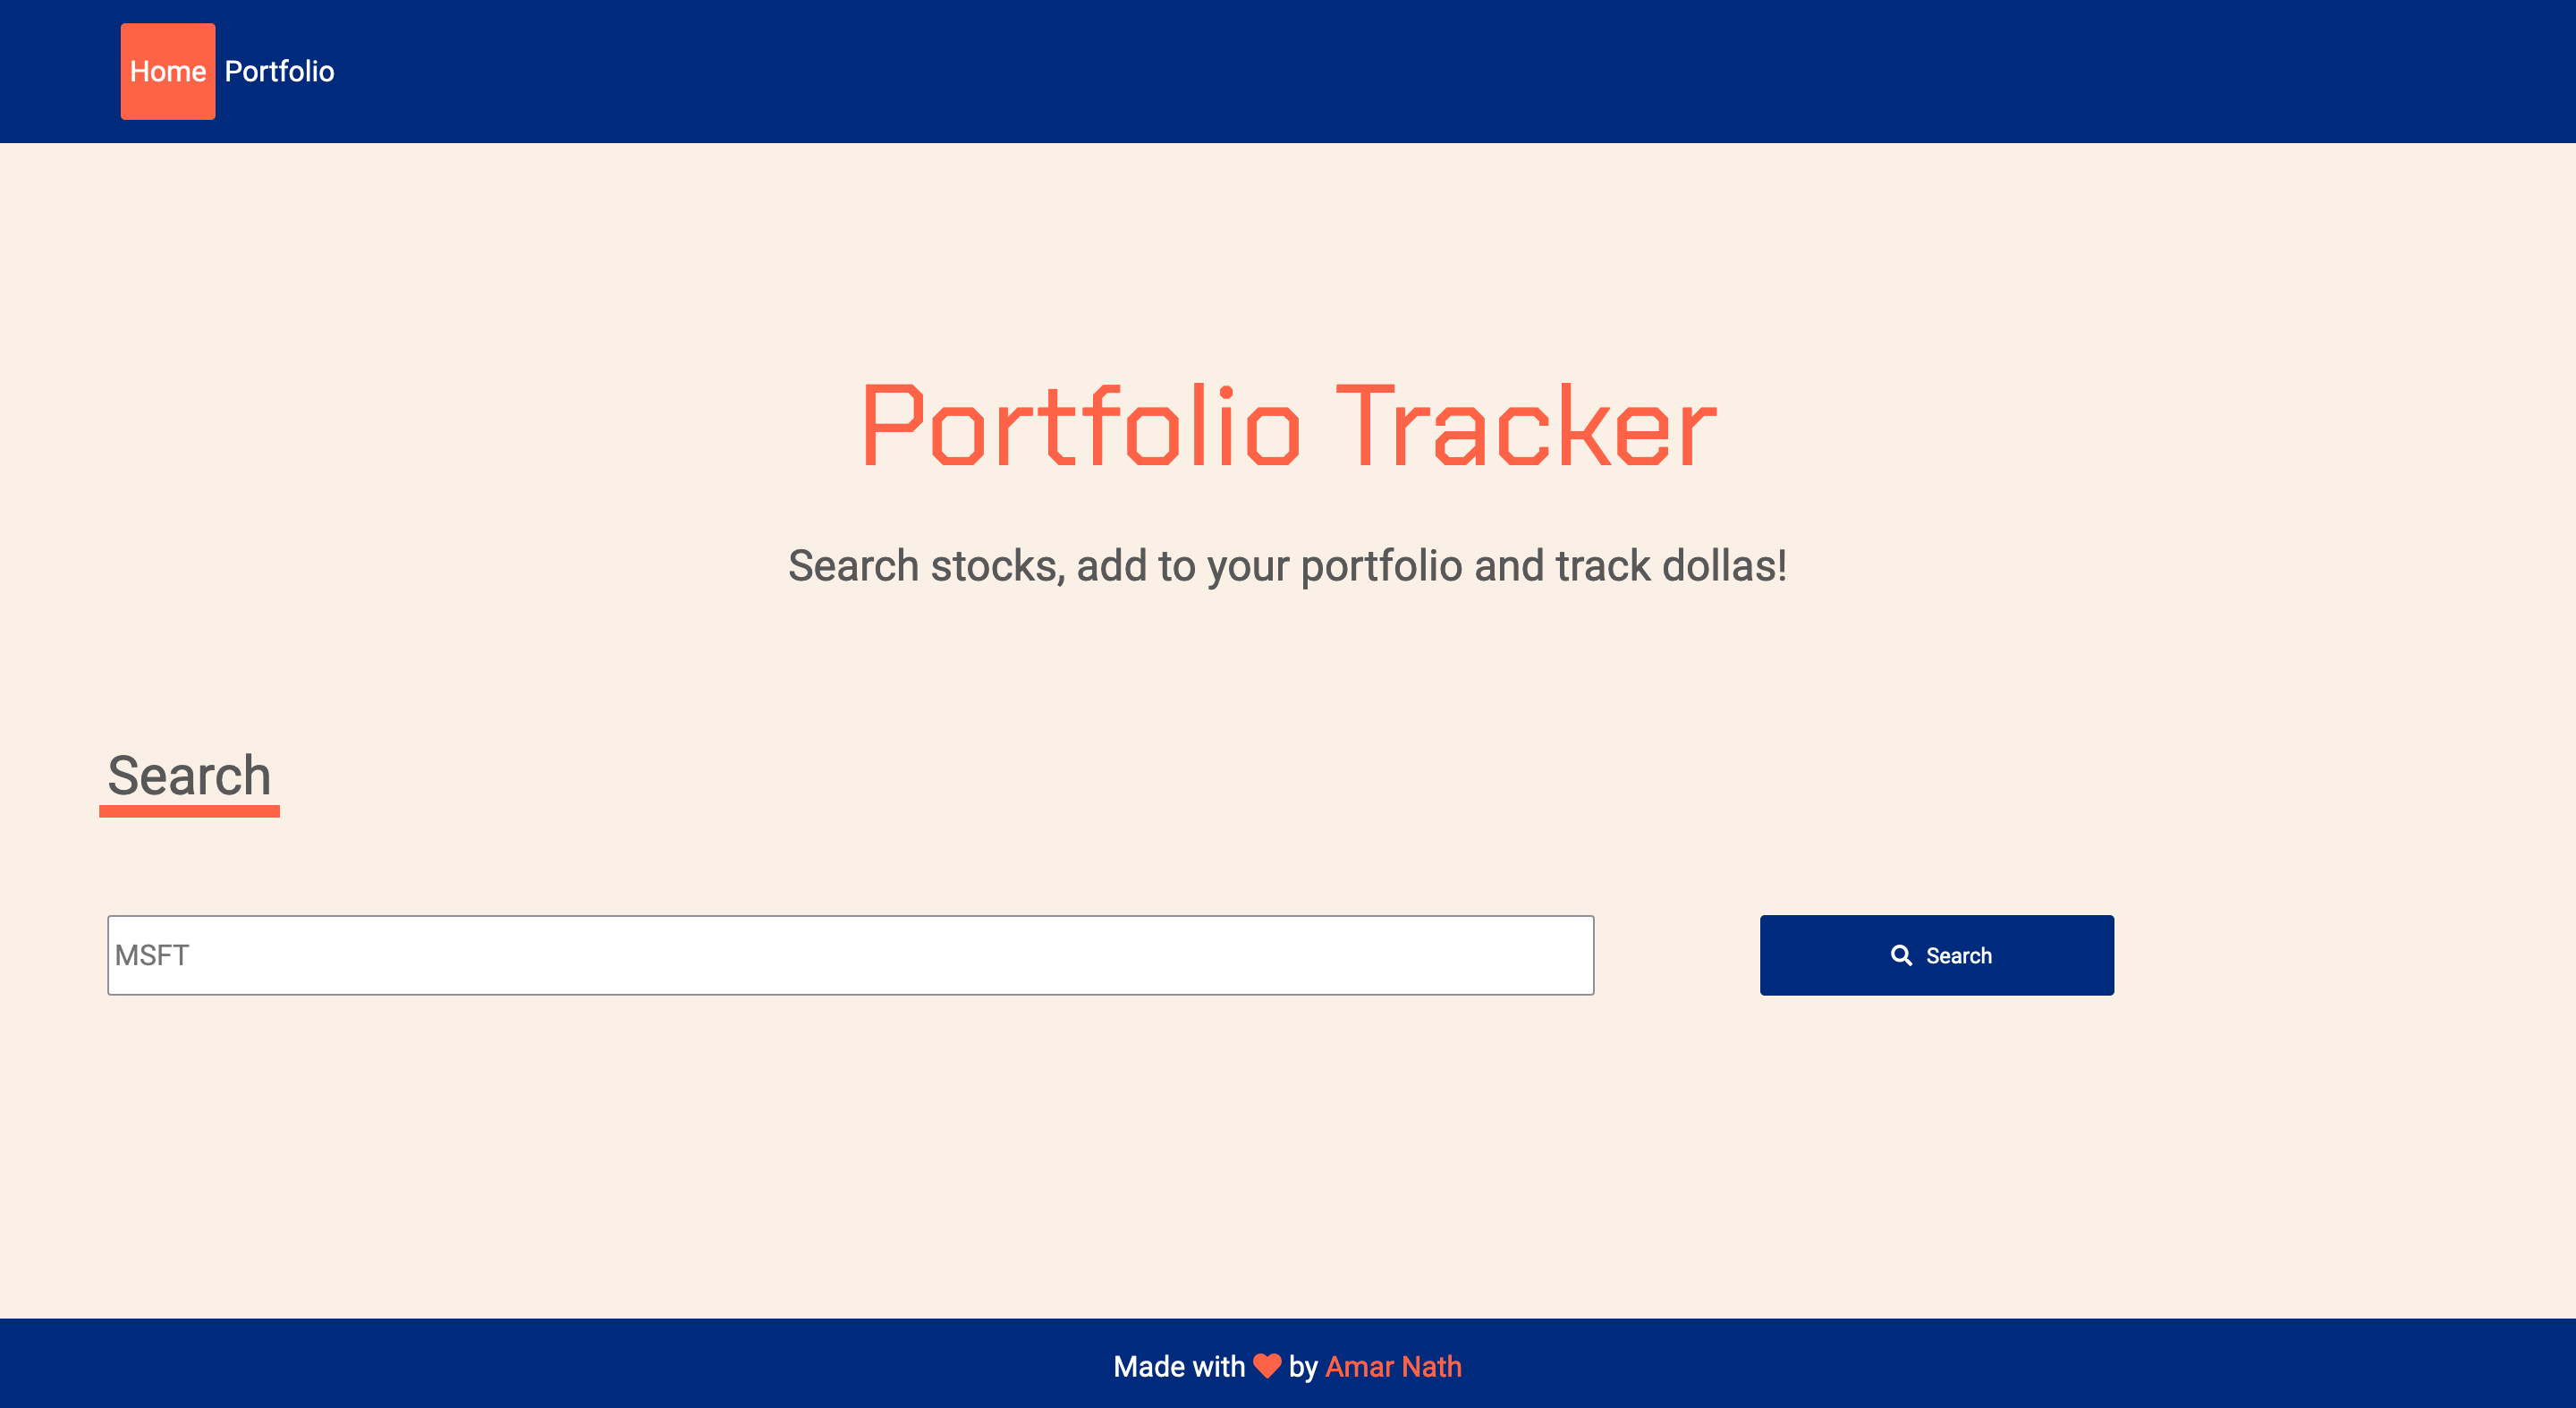 Home Portfolio
Portfolio Tracker
Search stocks, add to your portfolio and track dollas!
Search
MSFT
Search
Made with ❤ by Amar Nath